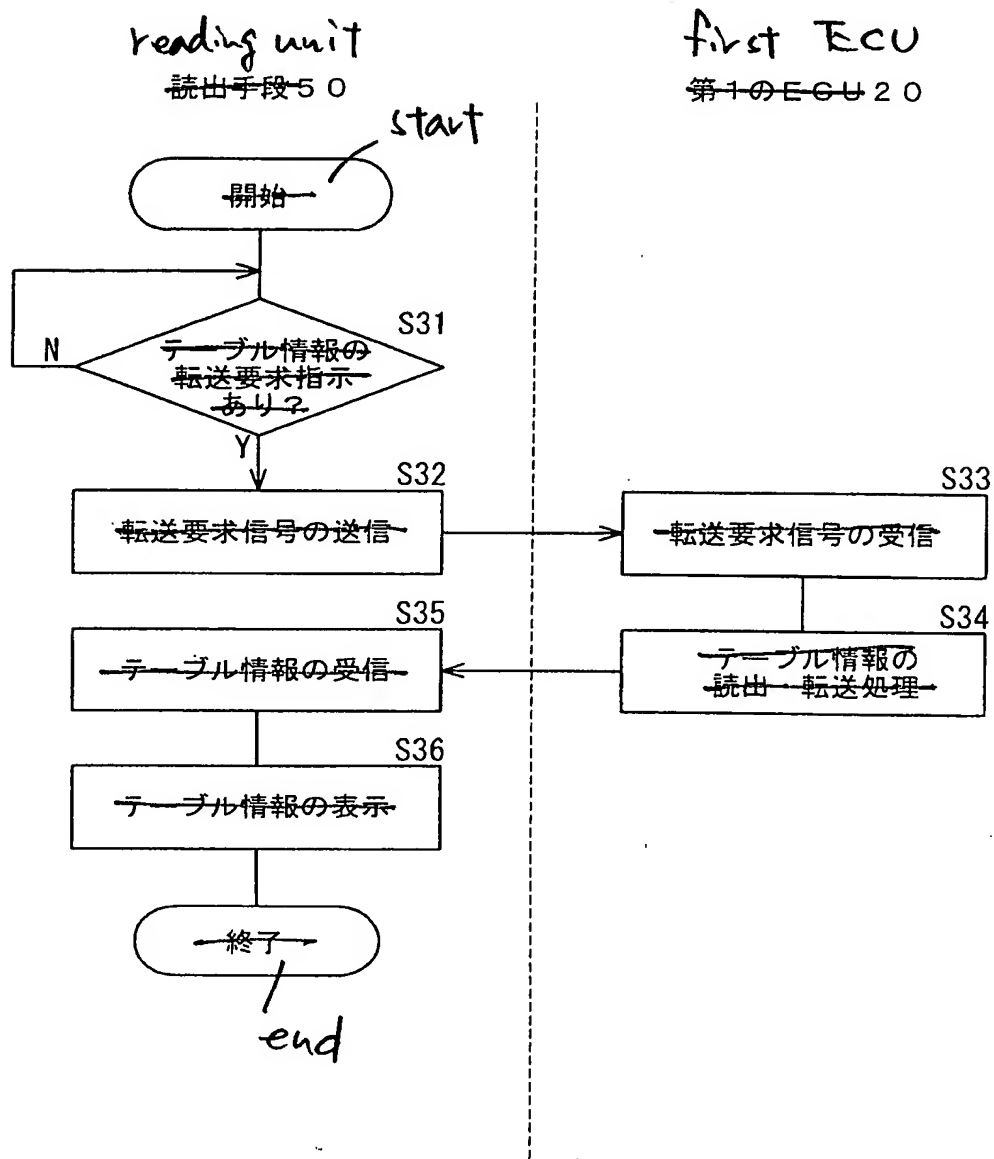 reading unit
読出手段50
first ECU
第1のECU20
start
開始
S31
N
テーブル情報の
転送要求指示
あり？
Y
S32
転送要求信号の送信
S33
転送要求信号の受信
S35
テーブル情報の受信
S34
テーブル情報の
読出・転送処理
S36
テーブル情報の表示
終了
end